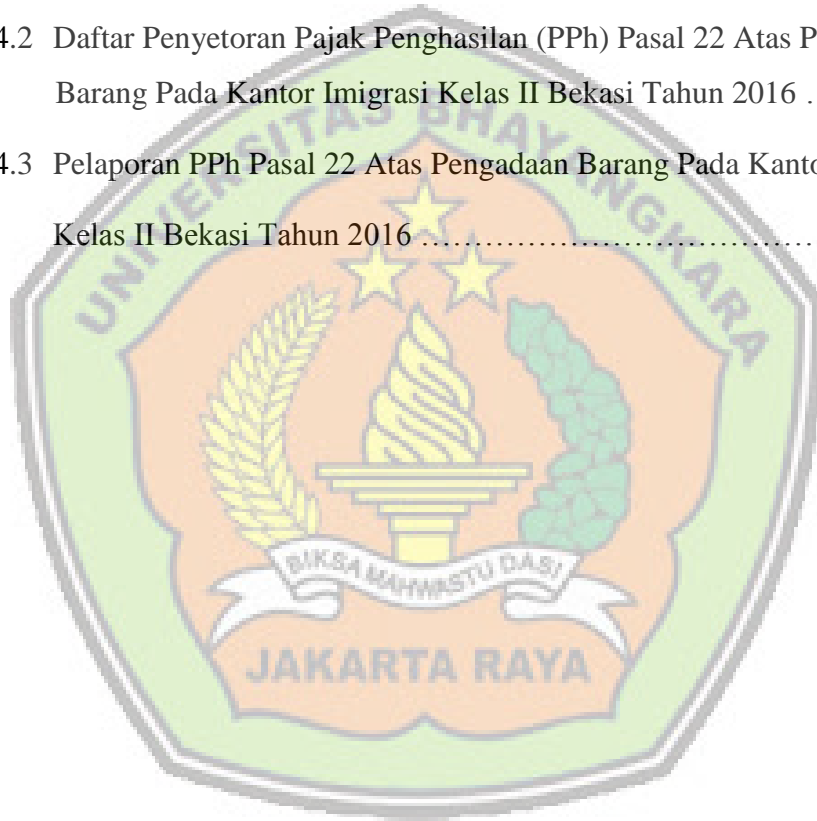 4.2 Daftar Penyetoran Pajak Penghasilan (PPh) Pasal 22 Atas P
Barang Pada Kantor Imigrasi Kelas II Bekasi Tahun 2016 .
4.3 Pelaporan PPh Pasal 22 Atas Pengadaan Barang Pada Kanto
Kelas II Bekasi Tahun 2016 ……………………………………
UNIVERSITAS BHAYANGKARA
BIKSA MAHWASTU DASI
JAKARTA RAYA